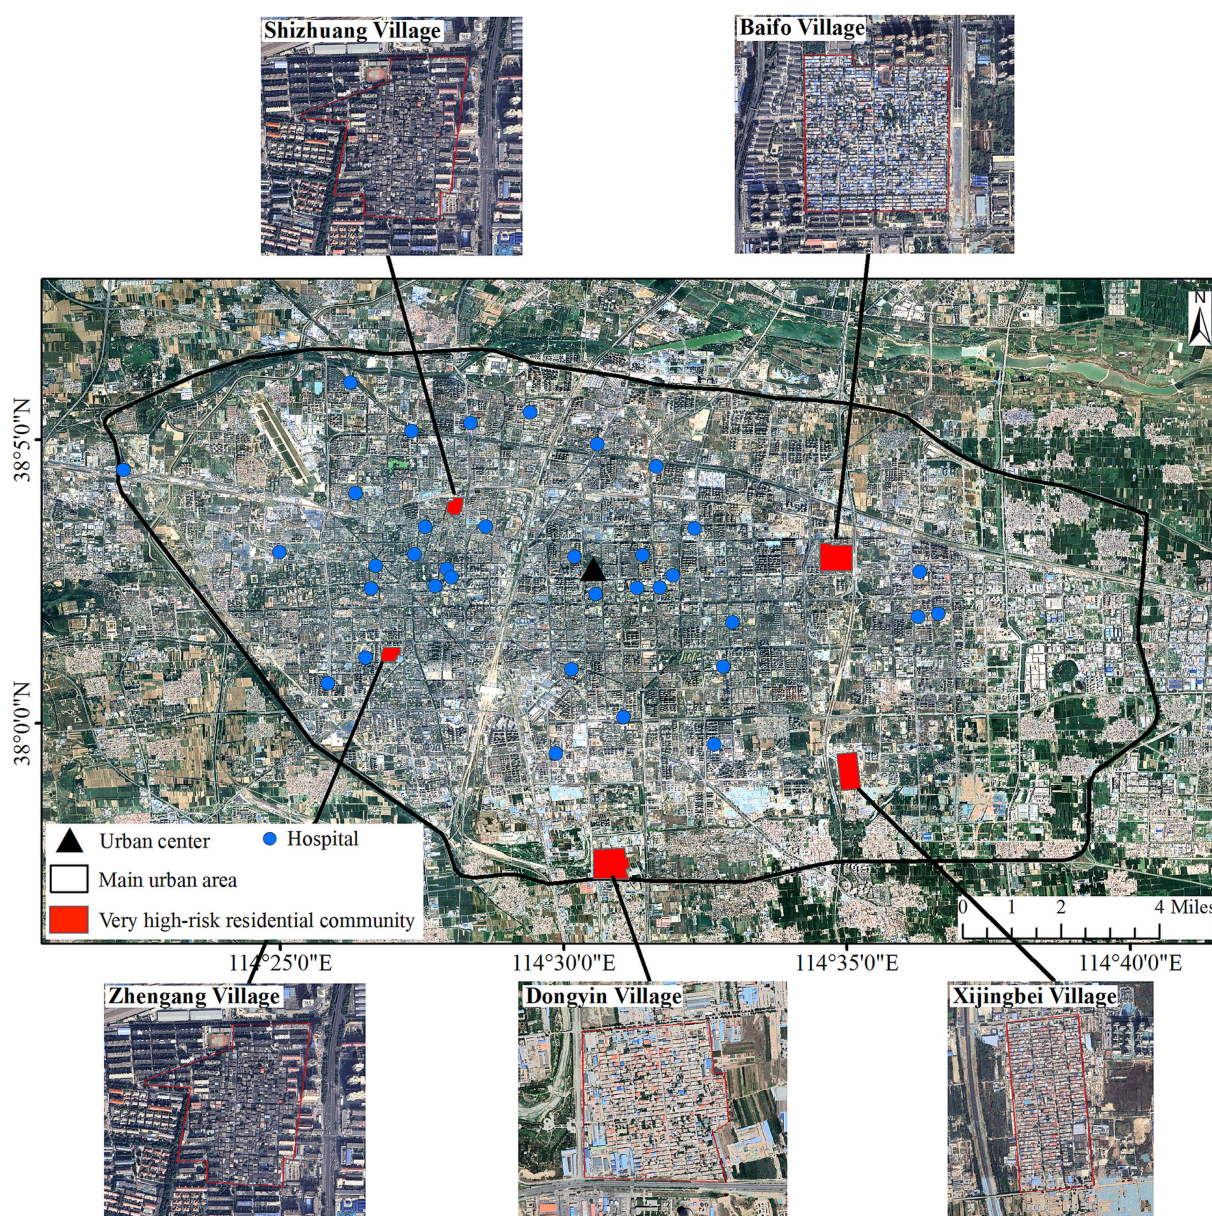 Shizhuang Village
Baifo Village
N
38°5'0"N
38°0'0"N
Urban center
Hospital
Main urban area
Very high-risk residential community
0 1 2 4 Miles
114°25'0"E
114°30'0"E
114°35'0"E
114°40'0"E
Zhengang Village
Dongyin Village
Xijingbei Village